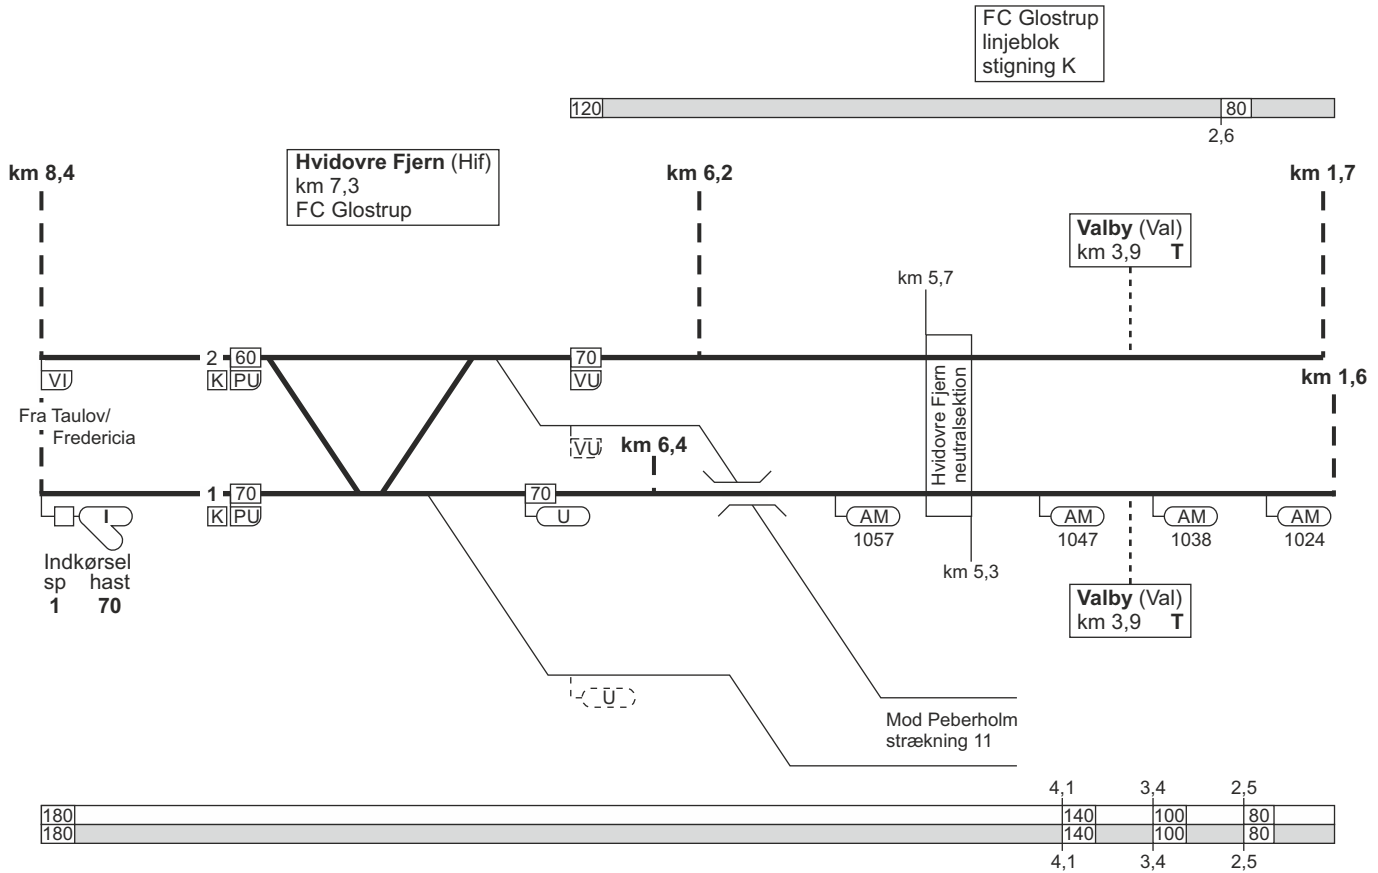 FC Glostrup
linjeblok
stigning K
120
80
2,6
km 8,4
Hvidovre Fjern (Hif)
km 7,3
FC Glostrup
km 6,2
km 1,7
Valby (Val)
km 3,9 T
km 5,7
2 60
70
VI
K PU
VU
km 1,6
Fra Taulov/
Fredericia
VU
km 6,4
Hvidovre Fjern
neutralsektion
1 70
70
I
K PU
U
AM
1057
AM
1047
AM
1038
AM
1024
Indkørsel
sp hast
1 70
km 5,3
Valby (Val)
km 3,9 T
U
Mod Peberholm
strækning 11
4,1 3,4 2,5
180 140 100 80
180 140 100 80
4,1 3,4 2,5